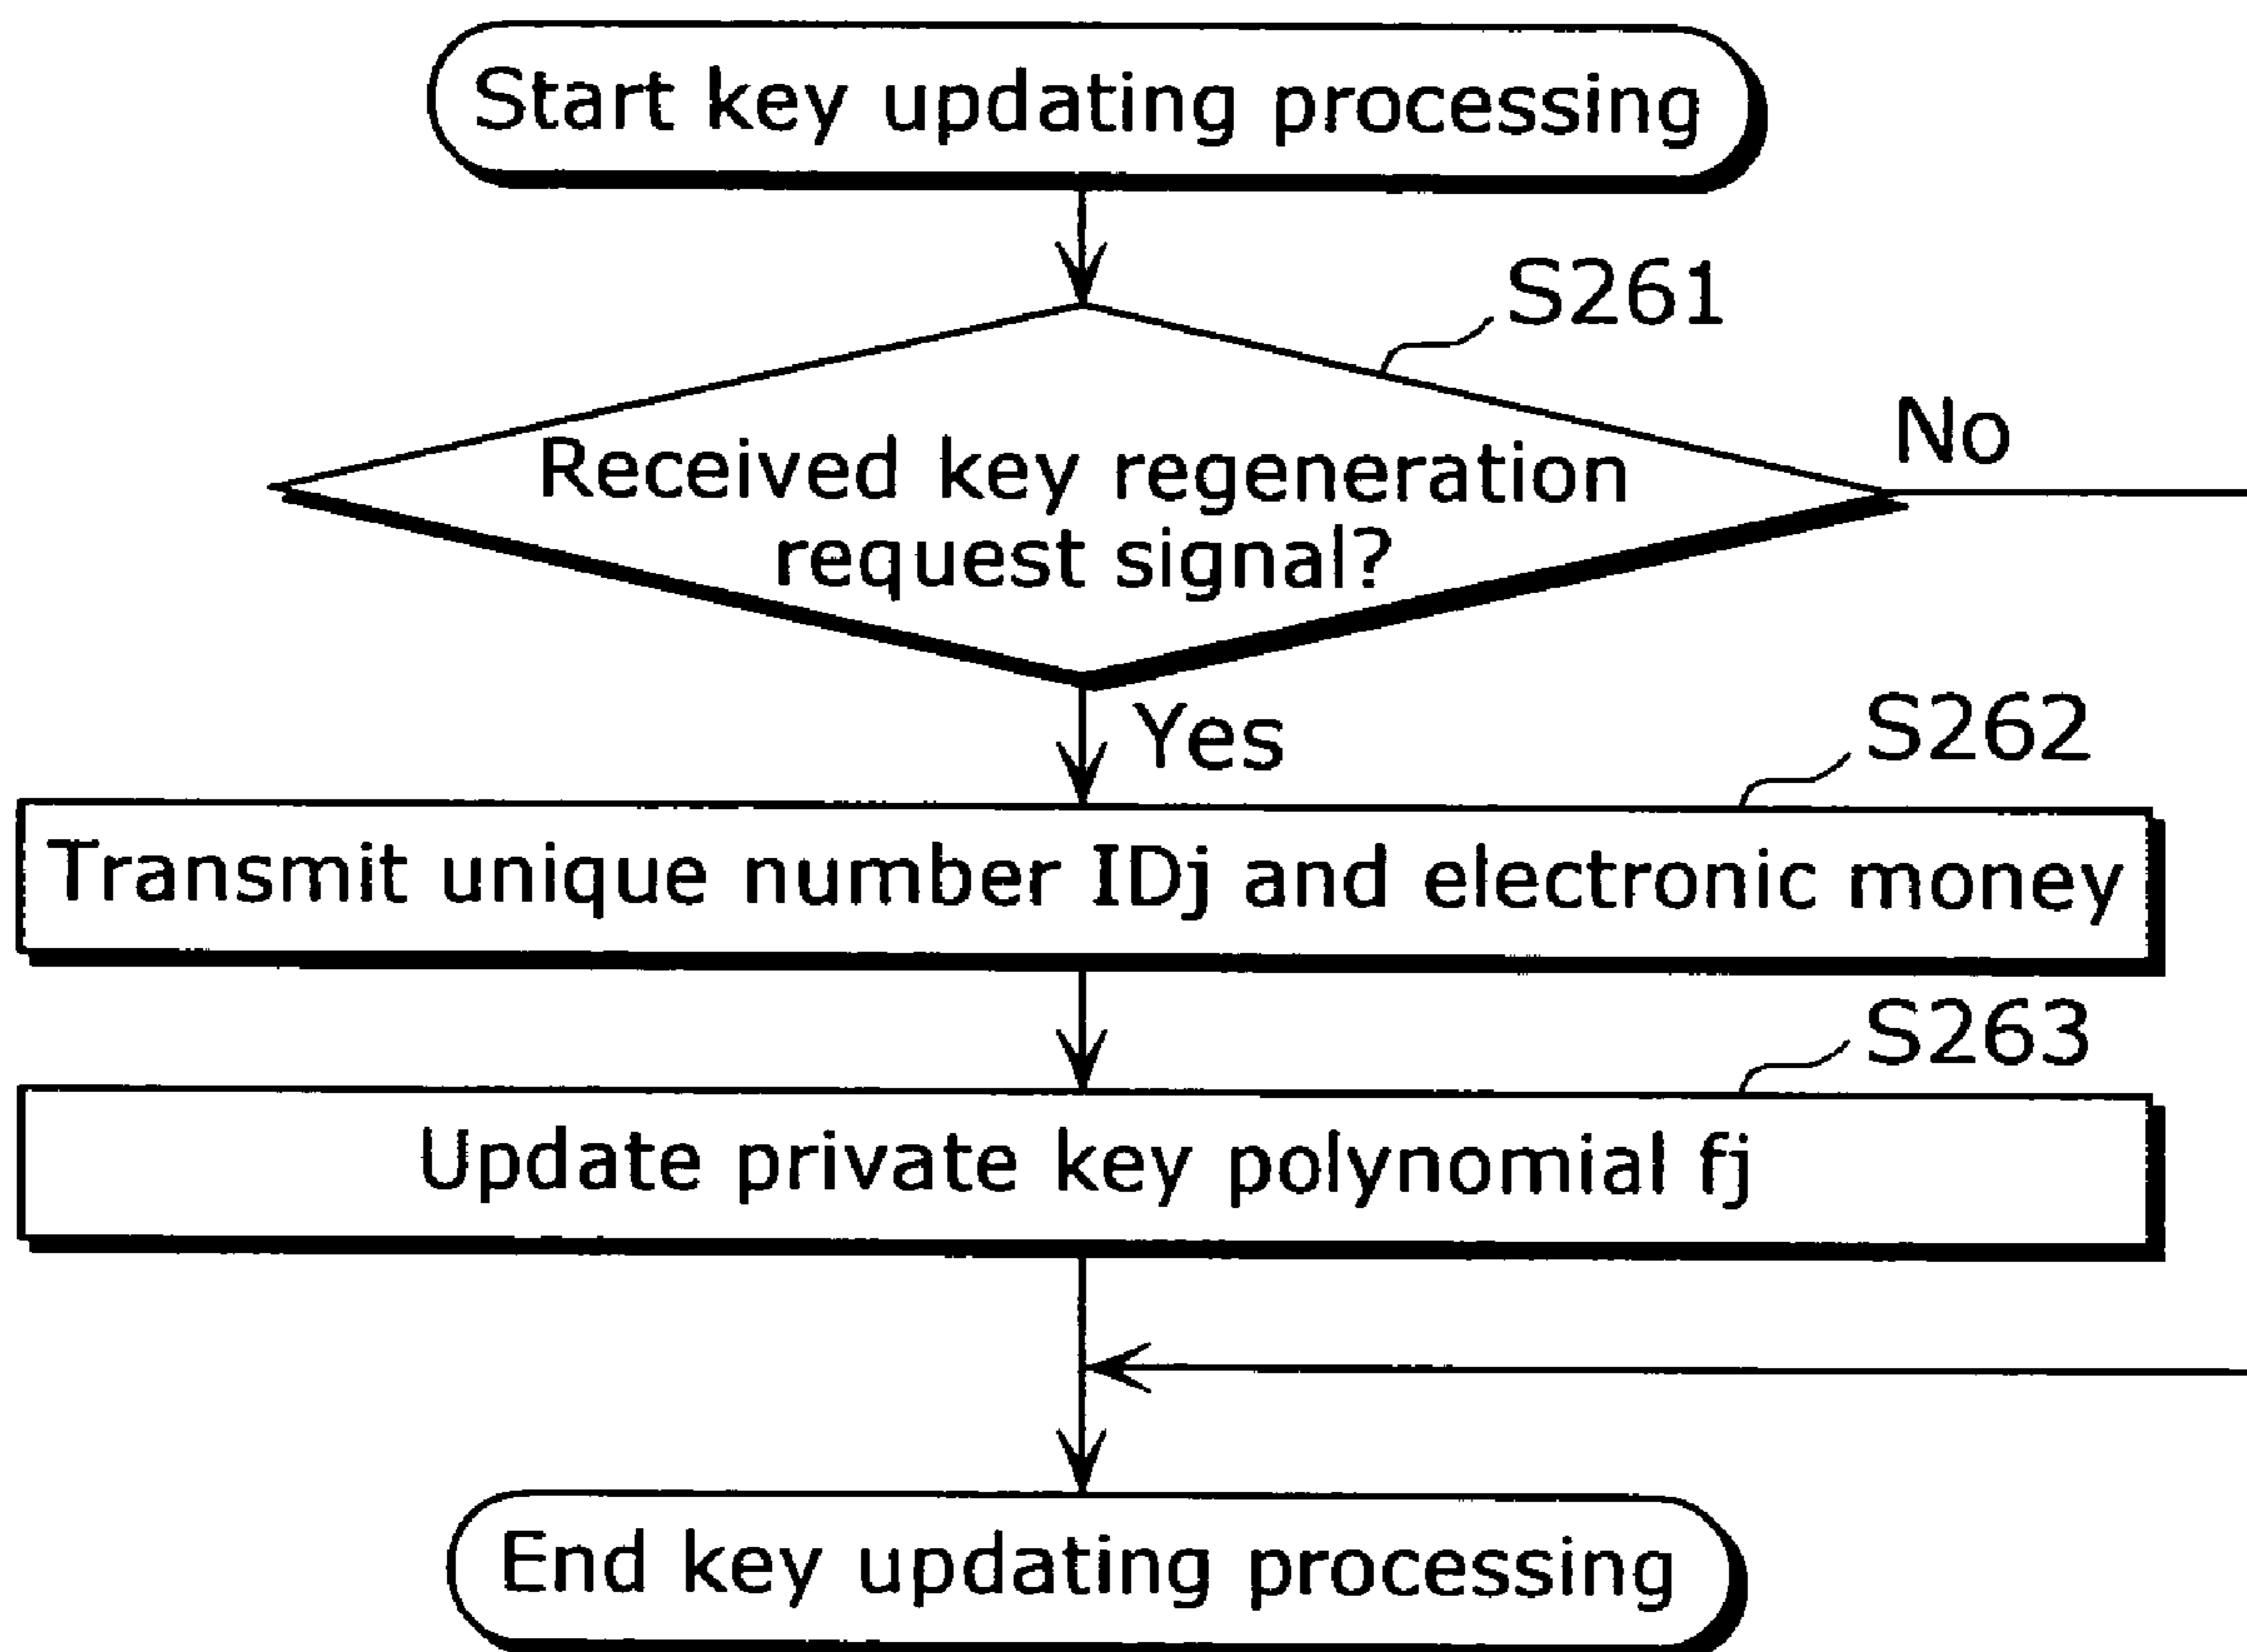 Start key updating processing
S261
Received key regeneration
request signal?
No
Yes
S262
Transmit unique number IDj and electronic money
S263
Update private key polynomial fj
End key updating processing